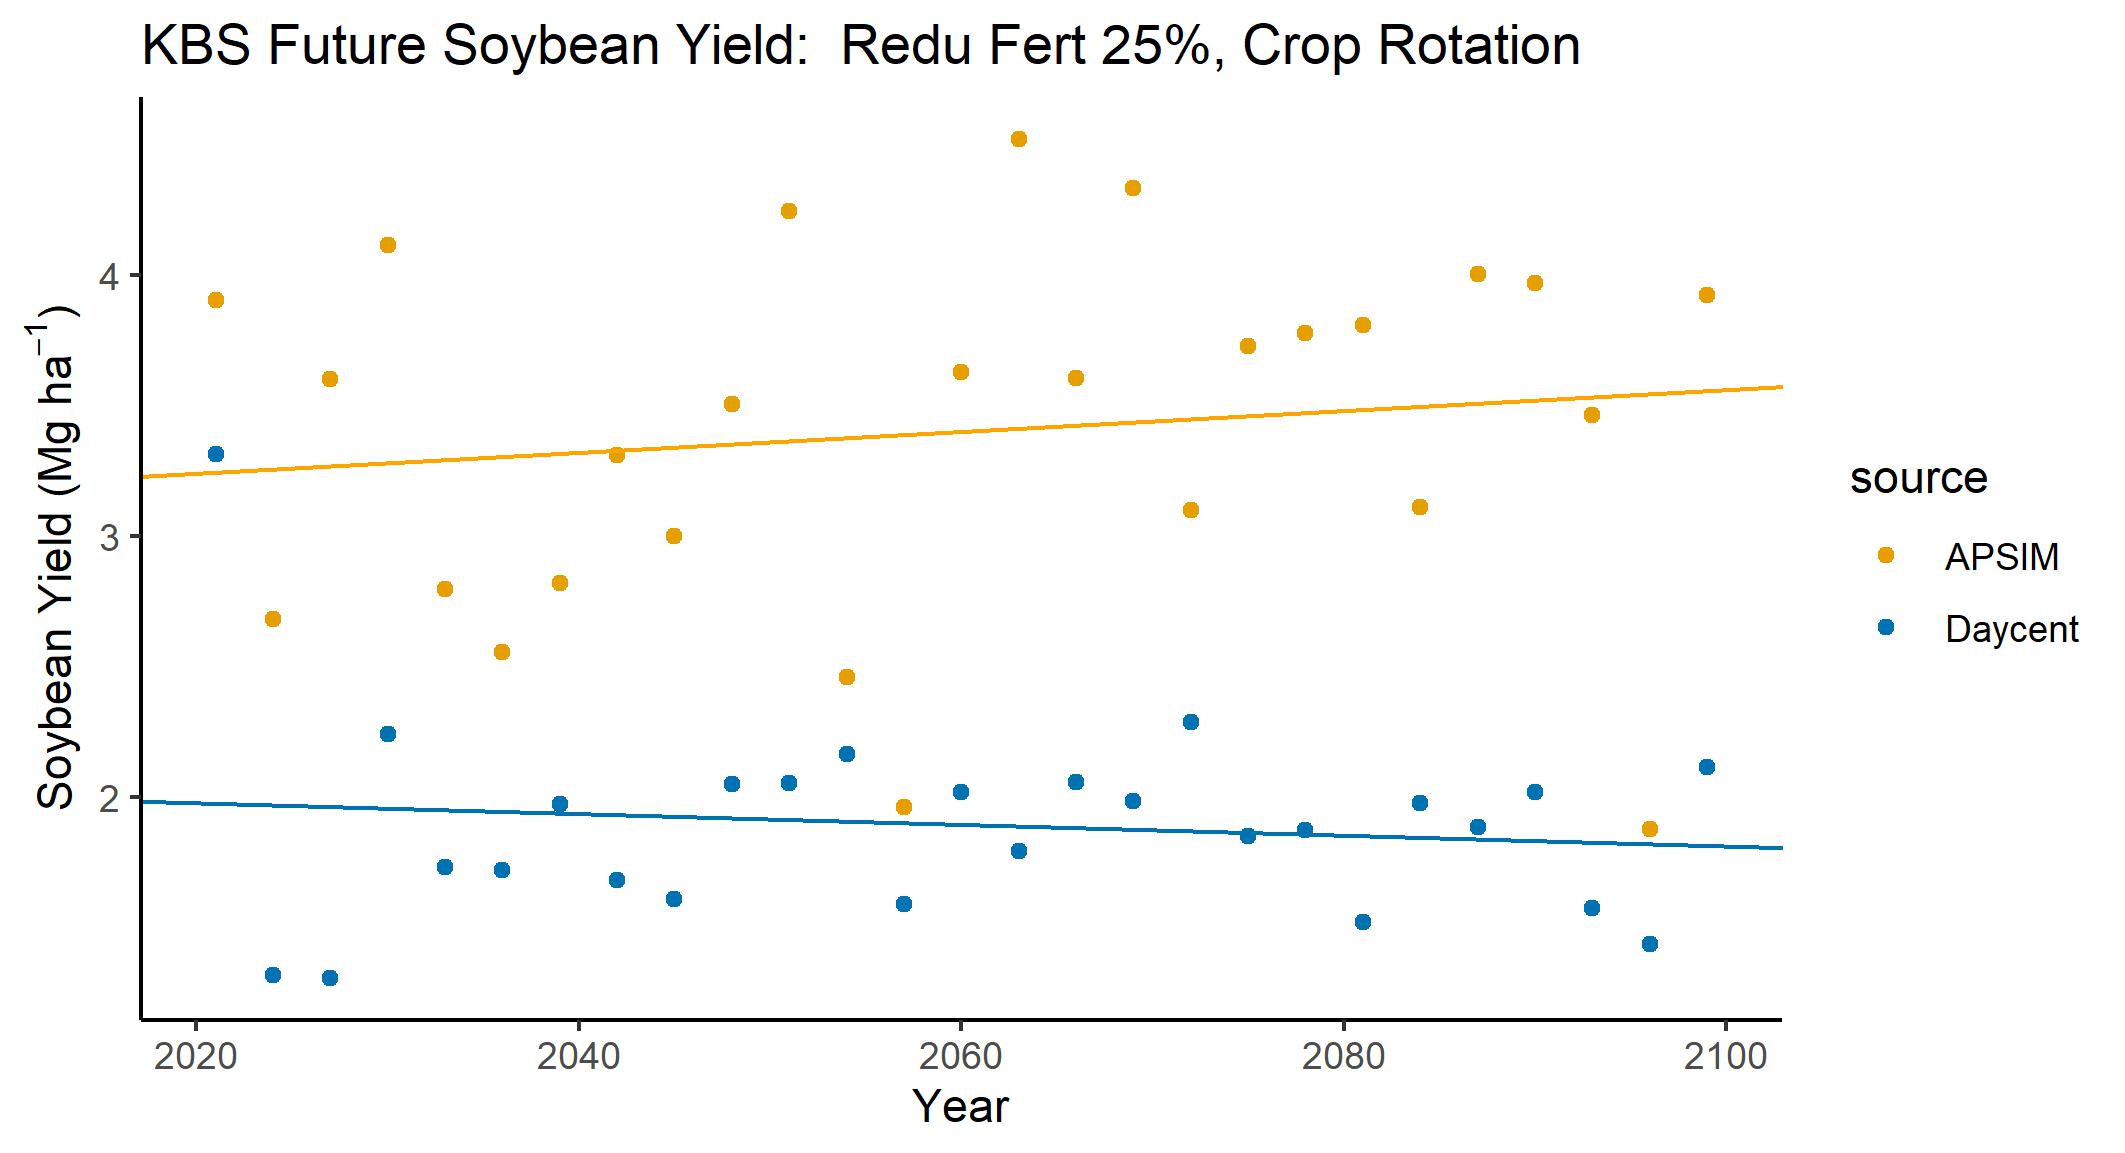 KBS Future Soybean Yield:  Redu Fert 25%, Crop Rotation
Soybean Yield (Mg ha⁻¹)
4
3
2
2020 2040 2060 2080 2100
Year
source
APSIM
Daycent